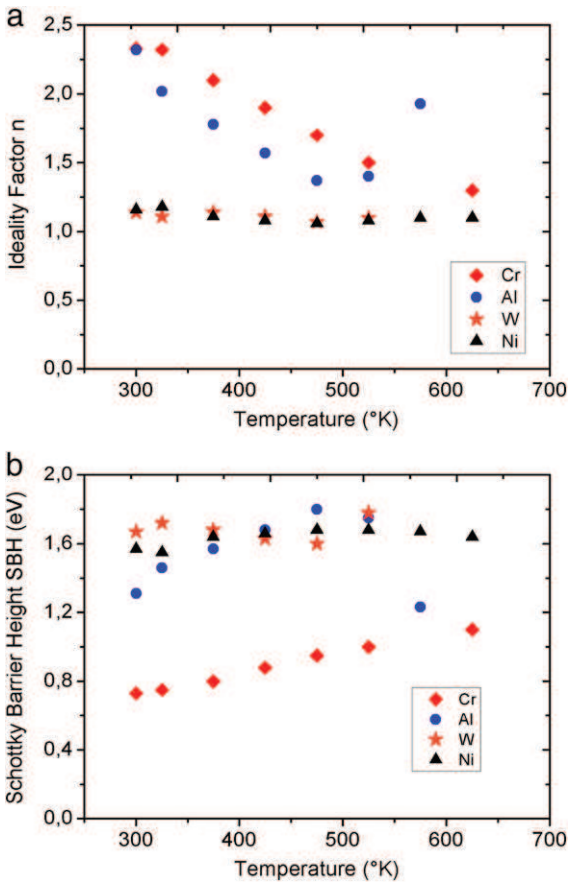 a
2,5
2,0
1,5
1,0
0,5
0,0
Ideality Factor n
Cr
Al
W
Ni
300 400 500 600 700
Temperature (°K)
b
2,0
1,6
1,2
0,8
0,4
0,0
Schottky Barrier Height SBH (eV)
Cr
Al
W
Ni
300 400 500 600 700
Temperature (°K)